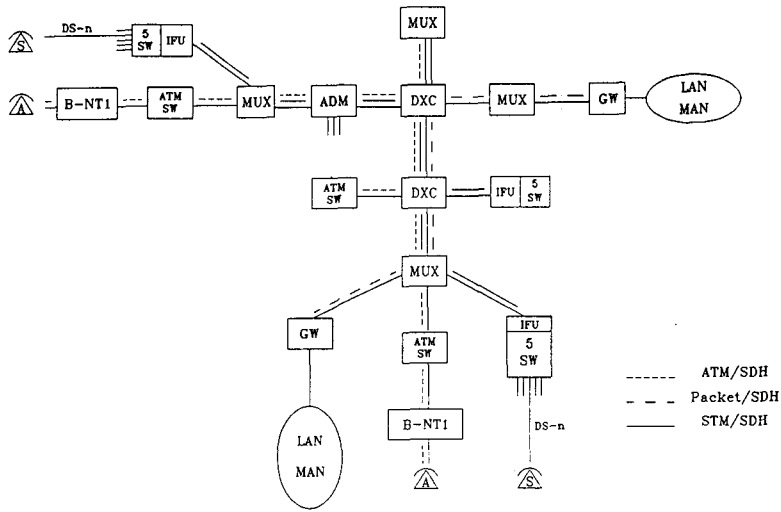 MUX
DS-n
5 SW
IFU
S
A
B-NT1
ATM SW
MUX
ADM
DXC
MUX
GW
LAN MAN
ATM SW
DXC
IFU
5 SW
MUX
GW
ATM SW
IFU
5 SW
ATM/SDH
Packet/SDH
STM/SDH
LAN MAN
B-NT1
DS-n
A
S